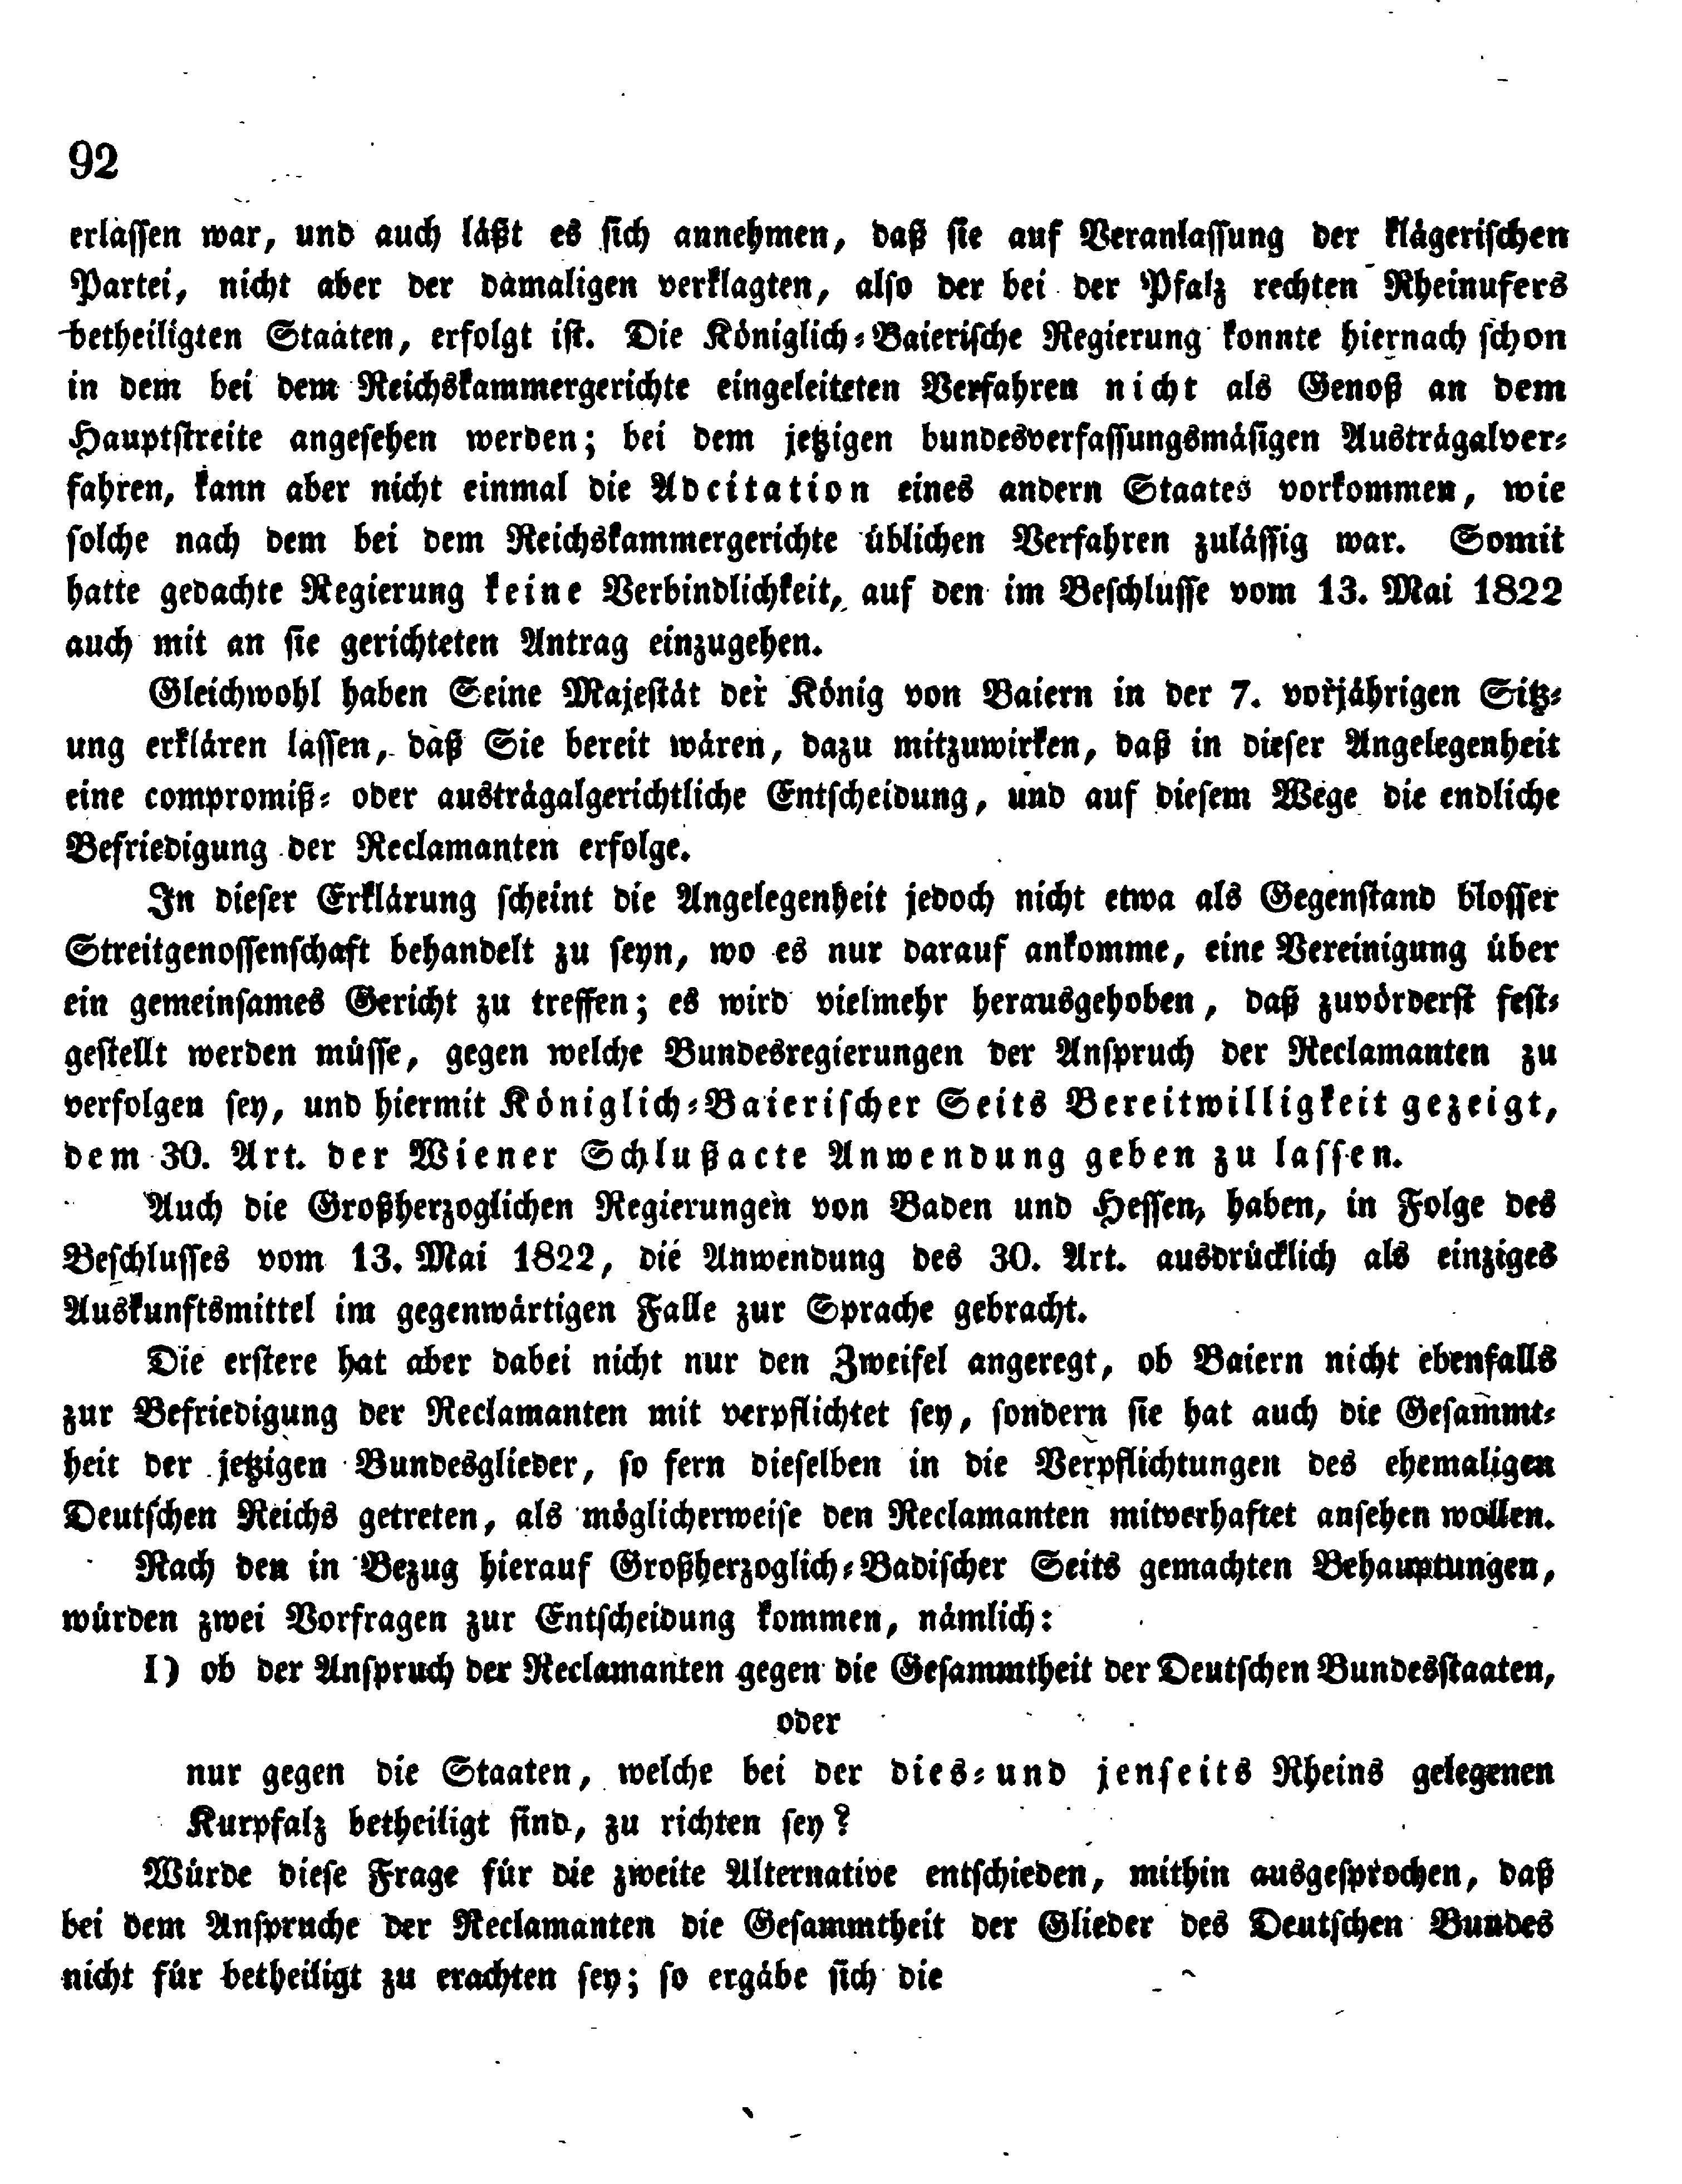 92
erlassen war, und auch läßt es sich annehmen, daß sie auf Veranlassung der klägerischen
Partei, nicht aber der damaligen verklagten, also der bei der Pfalz rechten Rheinufers
betheiligten Staaten, erfolgt ist. Die Königlich-Baierische Regierung konnte hiernach schon
in dem bei dem Reichskammergerichte eingeleiteten Verfahren nicht als Genoß an dem
Hauptstreite angesehen werden; bei dem jetzigen bundesverfassungsmäsigen Austrägalver-
fahren, kann aber nicht einmal die Adcitation eines andern Staates vorkommen, wie
solche nach dem bei dem Reichskammergerichte üblichen Verfahren zulässig war. Somit
hatte gedachte Regierung keine Verbindlichkeit, auf den im Beschlusse vom 13. Mai 1822
auch mit an sie gerichteten Antrag einzugehen.
Gleichwohl haben Seine Majestät der König von Baiern in der 7. vorjährigen Sitz-
ung erklären lassen, daß Sie bereit wären, dazu mitzuwirken, daß in dieser Angelegenheit
eine compromiß- oder austrägalgerichtliche Entscheidung, und auf diesem Wege die endliche
Befriedigung der Reclamanten erfolge.
In dieser Erklärung scheint die Angelegenheit jedoch nicht etwa als Gegenstand blosser
Streitgenossenschaft behandelt zu seyn, wo es nur darauf ankomme, eine Vereinigung über
ein gemeinsames Gericht zu treffen; es wird vielmehr herausgehoben, daß zuvörderst fest-
gestellt werden müsse, gegen welche Bundesregierungen der Anspruch der Reclamanten zu
verfolgen sey, und hiermit Königlich-Baierischer Seits Bereitwilligkeit gezeigt,
dem 30. Art. der Wiener Schlußacte Anwendung geben zu lassen.
Auch die Großherzoglichen Regierungen von Baden und Hessen, haben, in Folge des
Beschlusses vom 13. Mai 1822, die Anwendung des 30. Art. ausdrücklich als einziges
Auskunftsmittel im gegenwärtigen Falle zur Sprache gebracht.
Die erstere hat aber dabei nicht nur den Zweifel angeregt, ob Baiern nicht ebenfalls
zur Befriedigung der Reclamanten mit verpflichtet sey, sondern sie hat auch die Gesammt-
heit der jetzigen Bundesglieder, so fern dieselben in die Verpflichtungen des ehemaligen
Deutschen Reichs getreten, als möglicherweise den Reclamanten mitverhaftet ansehen wollen.
Nach den in Bezug hierauf Großherzoglich-Badischer Seits gemachten Behauptungen,
würden zwei Vorfragen zur Entscheidung kommen, nämlich:
I) ob der Anspruch der Reclamanten gegen die Gesammtheit der Deutschen Bundesstaaten,
oder
nur gegen die Staaten, welche bei der dies- und jenseits Rheins gelegenen
Kurpfalz betheiligt sind, zu richten sey?
Würde diese Frage für die zweite Alternative entschieden, mithin ausgesprochen, daß
bei dem Anspruche der Reclamanten die Gesammtheit der Glieder des Deutschen Bundes
nicht für betheiligt zu erachten sey; so ergäbe sich die